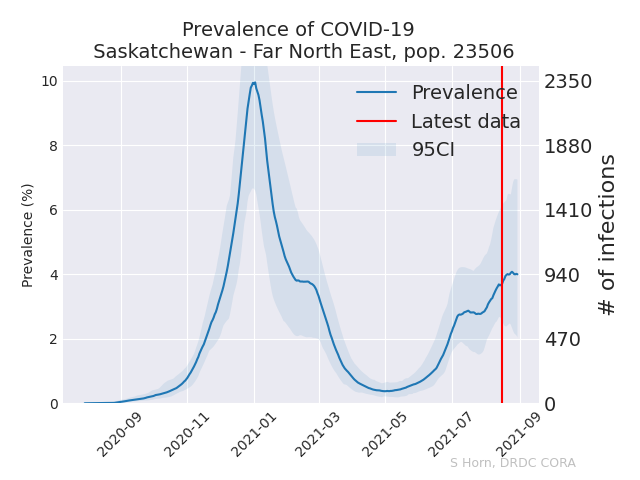 Prevalence of COVID-19
Saskatchewan - Far North East, pop. 23506
Prevalence
Latest data
95CI
10
8
6
4
2
0
Prevalence (%)
2350
1880
1410
940
470
0
# of infections
2020-09
2020-11
2021-01
2021-03
2021-05
2021-07
2021-09
S Horn, DRDC CORA